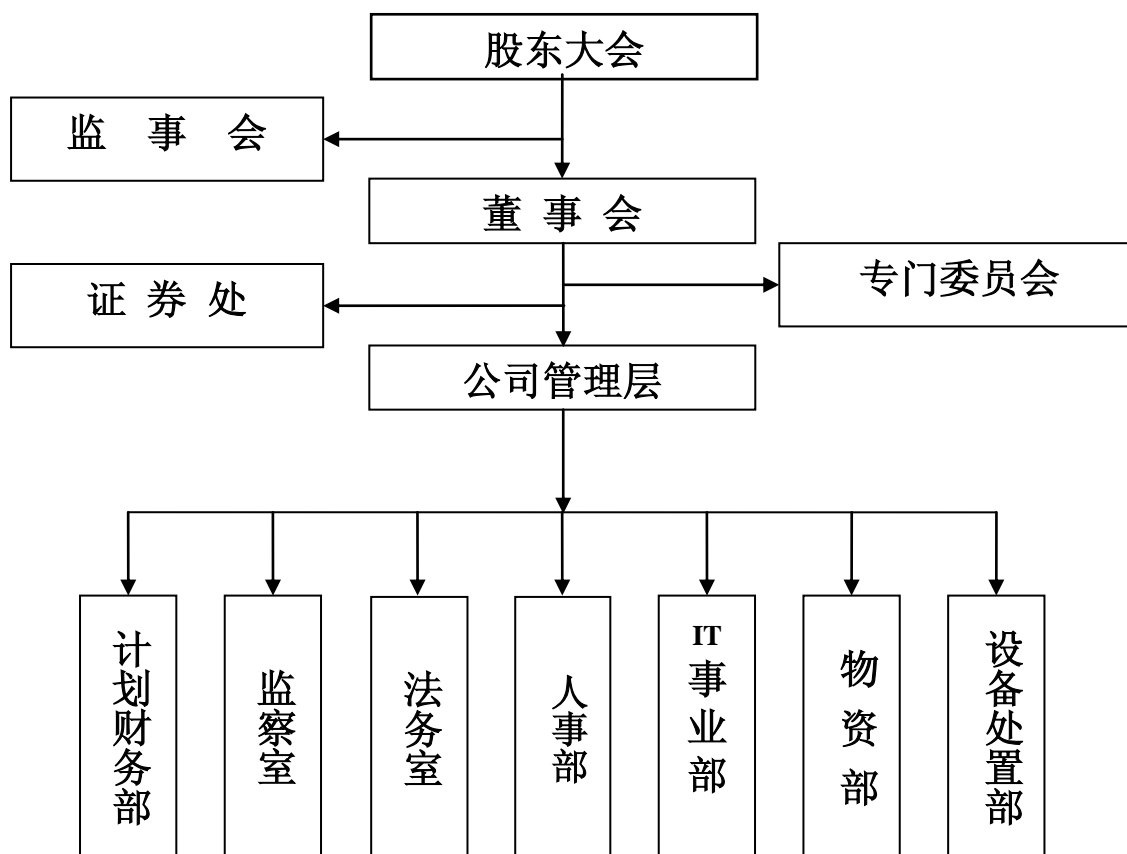 股东大会
监 事 会
董 事 会
专门委员会
证 券 处
公司管理层
计划财务部
监察室
法务室
人事部
IT事业部
物资部
设备处置部